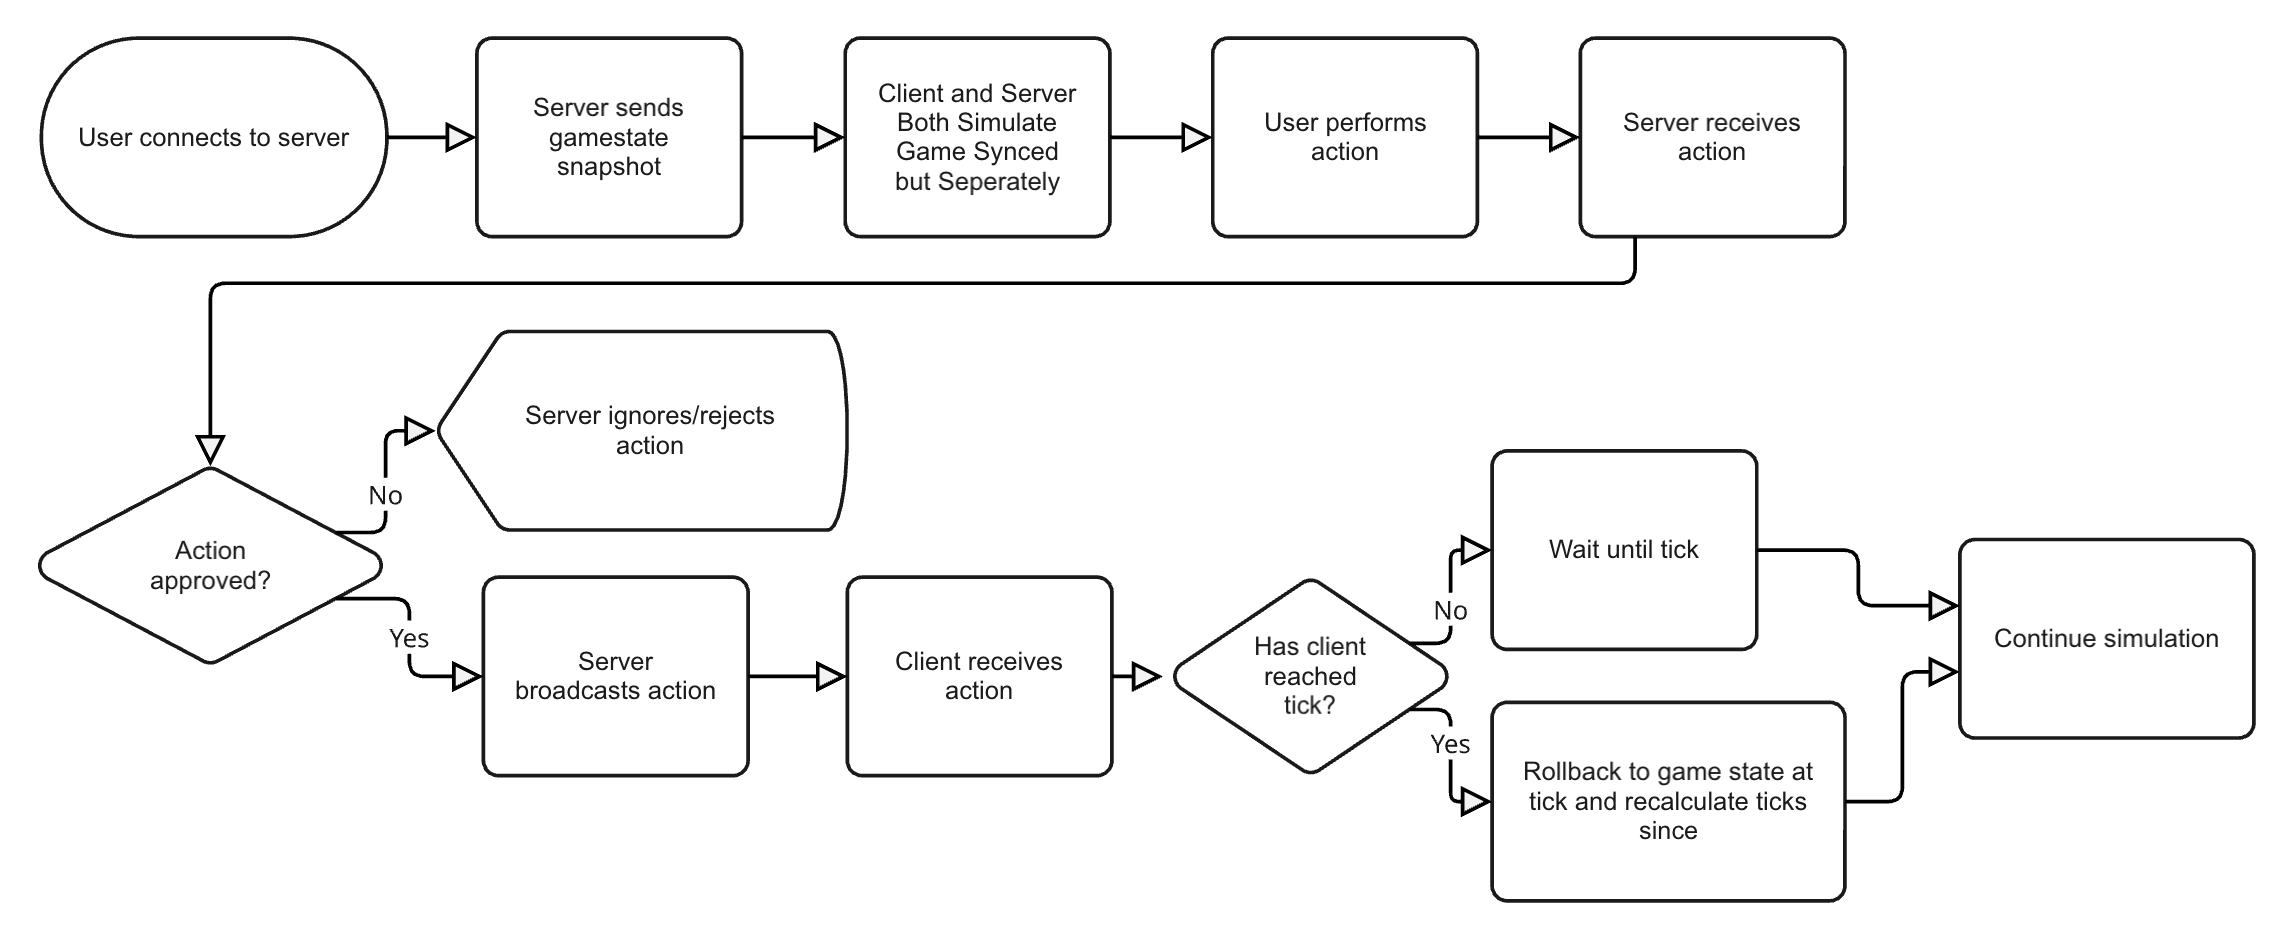 User connects to server
Server sends
gamestate
snapshot
Client and Server
Both Simulate
Game Synced
but Seperately
User performs
action
Server receives
action
Server ignores/rejects
action
No
Action
approved?
Yes
Server
broadcasts action
Client receives
action
Has client
reached
tick?
No
Wait until tick
Yes
Rollback to game state at
tick and recalculate ticks
since
Continue simulation